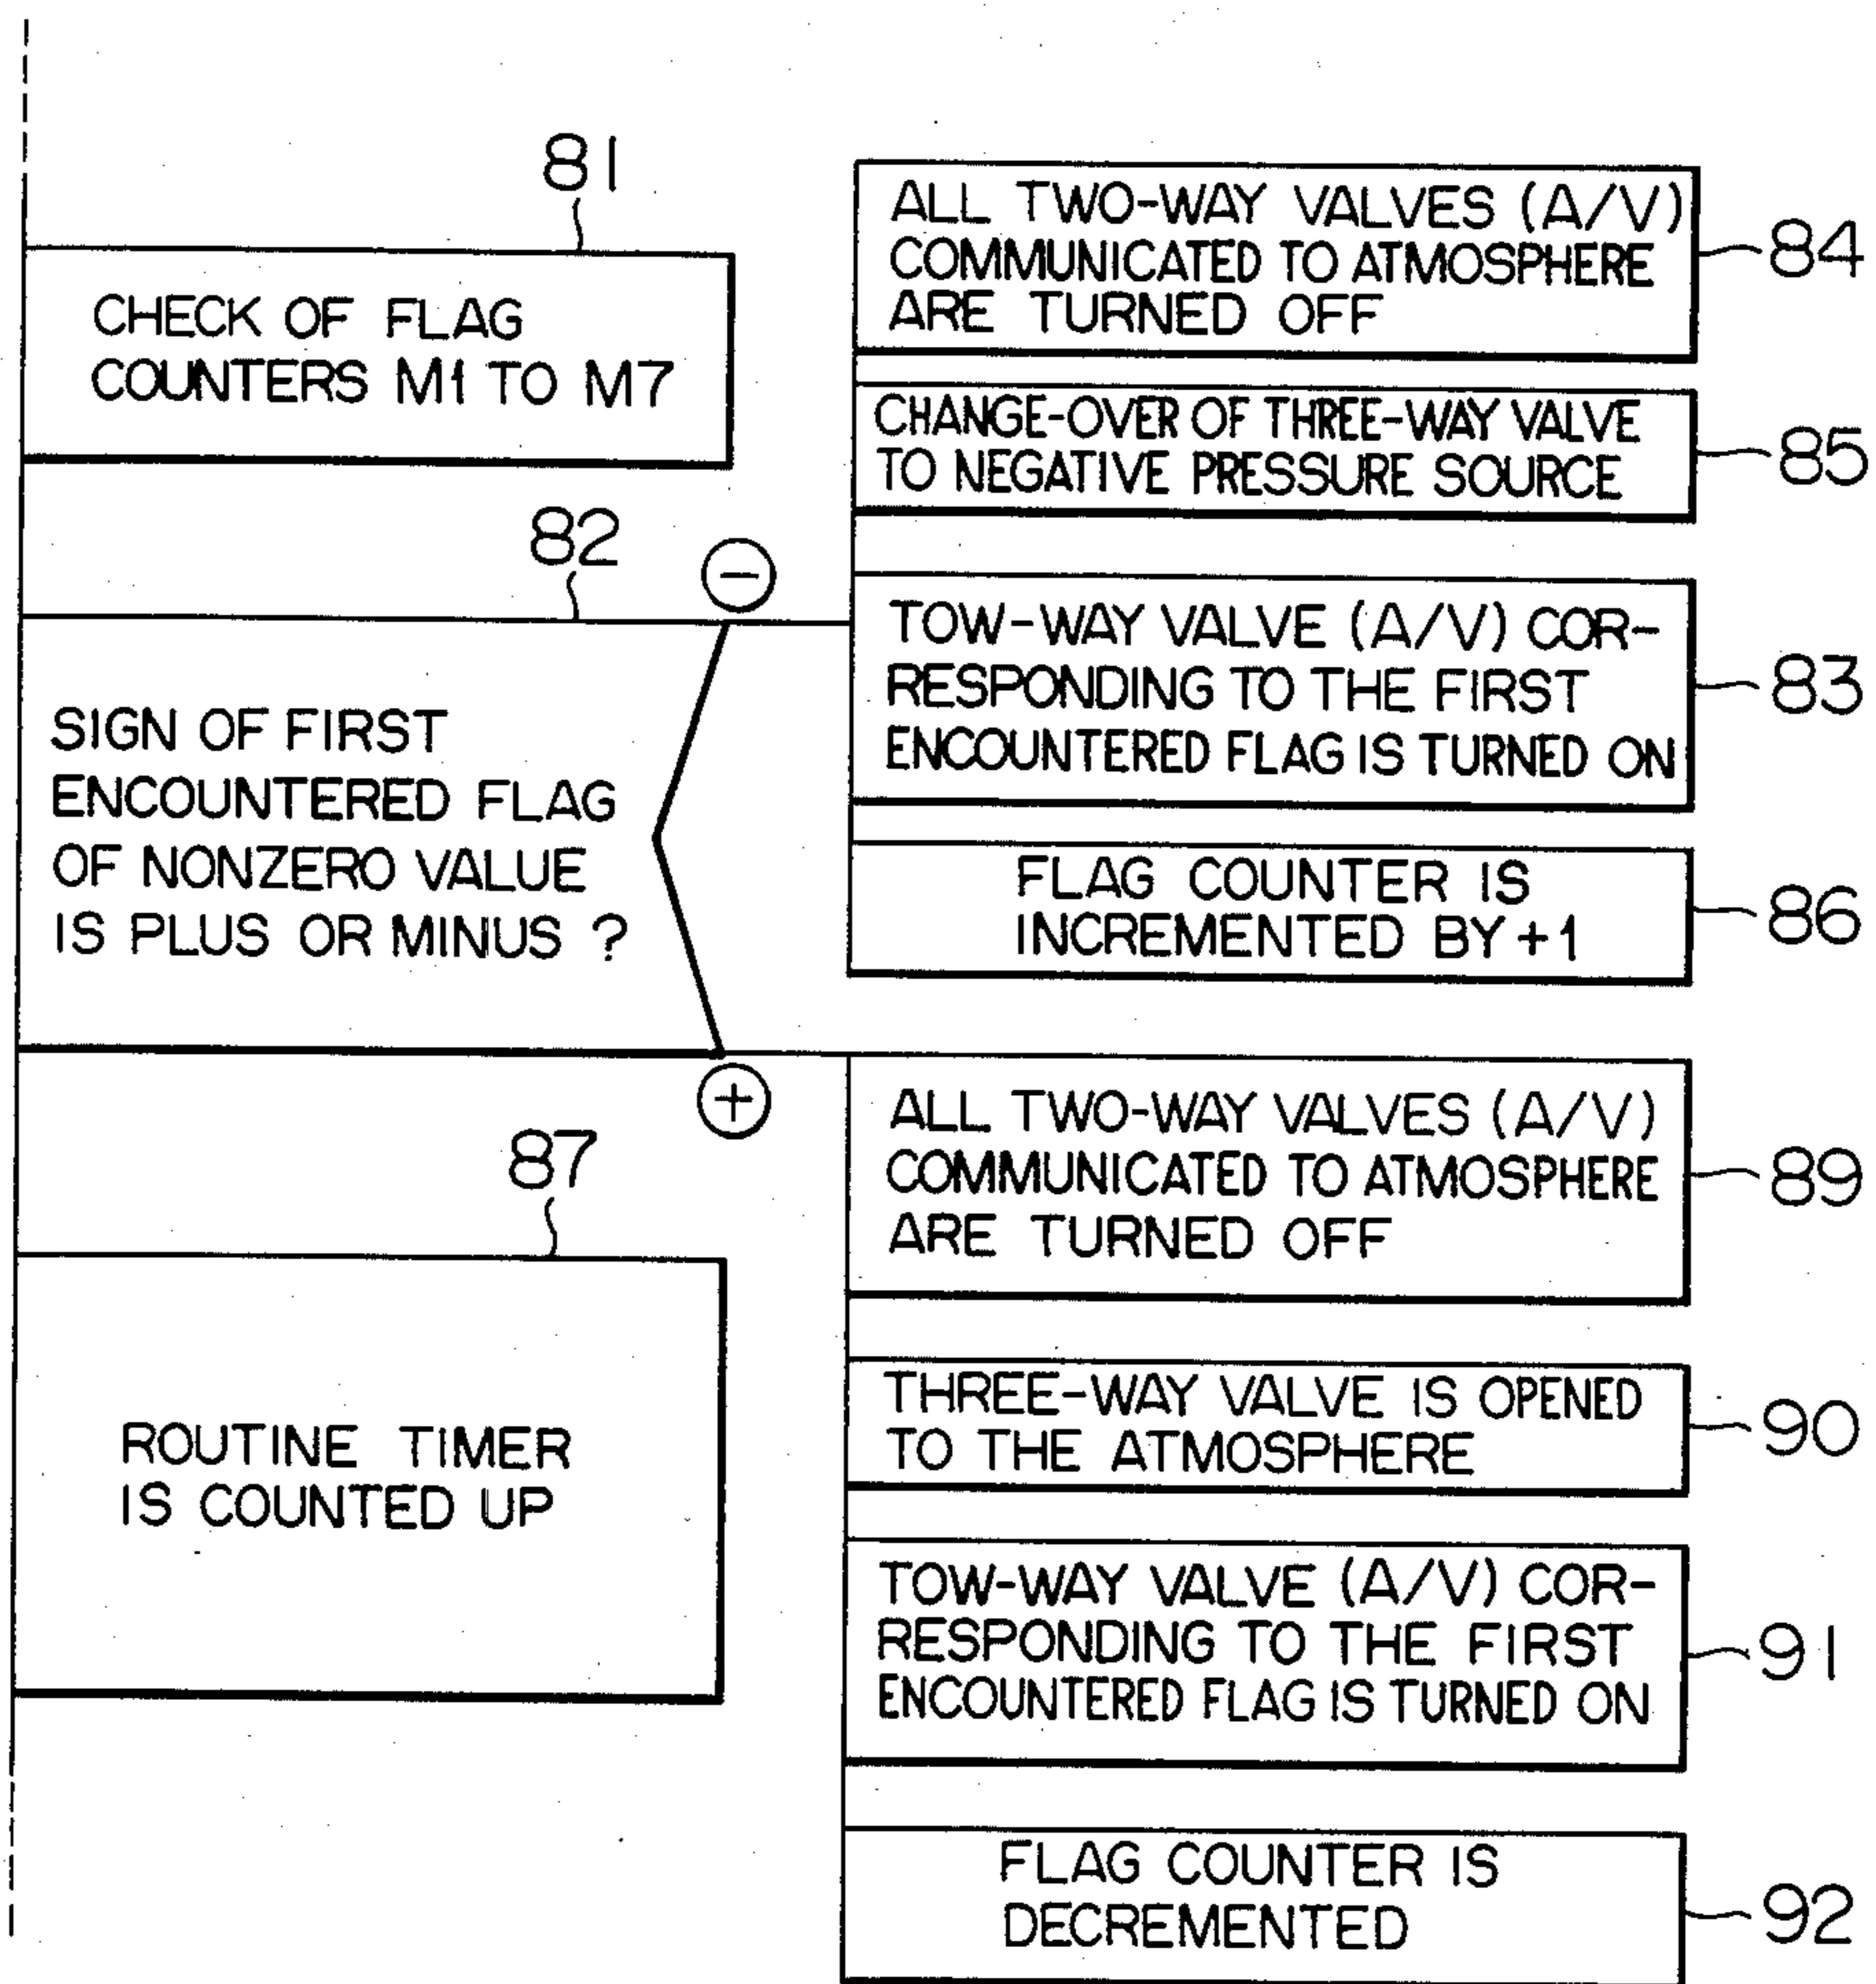 81
CHECK OF FLAG
COUNTERS M1 TO M7
82
⊖
SIGN OF FIRST
ENCOUNTERED FLAG
OF NONZERO VALUE
IS PLUS OR MINUS ?
⊕
ALL TWO-WAY VALVES (A/V)
COMMUNICATED TO ATMOSPHERE
ARE TURNED OFF
84
CHANGE-OVER OF THREE-WAY VALVE
TO NEGATIVE PRESSURE SOURCE
85
TOW-WAY VALVE (A/V) COR-
RESPONDING TO THE FIRST
ENCOUNTERED FLAG IS TURNED ON
83
FLAG COUNTER IS
INCREMENTED BY +1
86
ALL TWO-WAY VALVES (A/V)
COMMUNICATED TO ATMOSPHERE
ARE TURNED OFF
89
THREE-WAY VALVE IS OPENED
TO THE ATMOSPHERE
90
TOW-WAY VALVE (A/V) COR-
RESPONDING TO THE FIRST
ENCOUNTERED FLAG IS TURNED ON
91
FLAG COUNTER IS
DECREMENTED
92
87
ROUTINE TIMER
IS COUNTED UP